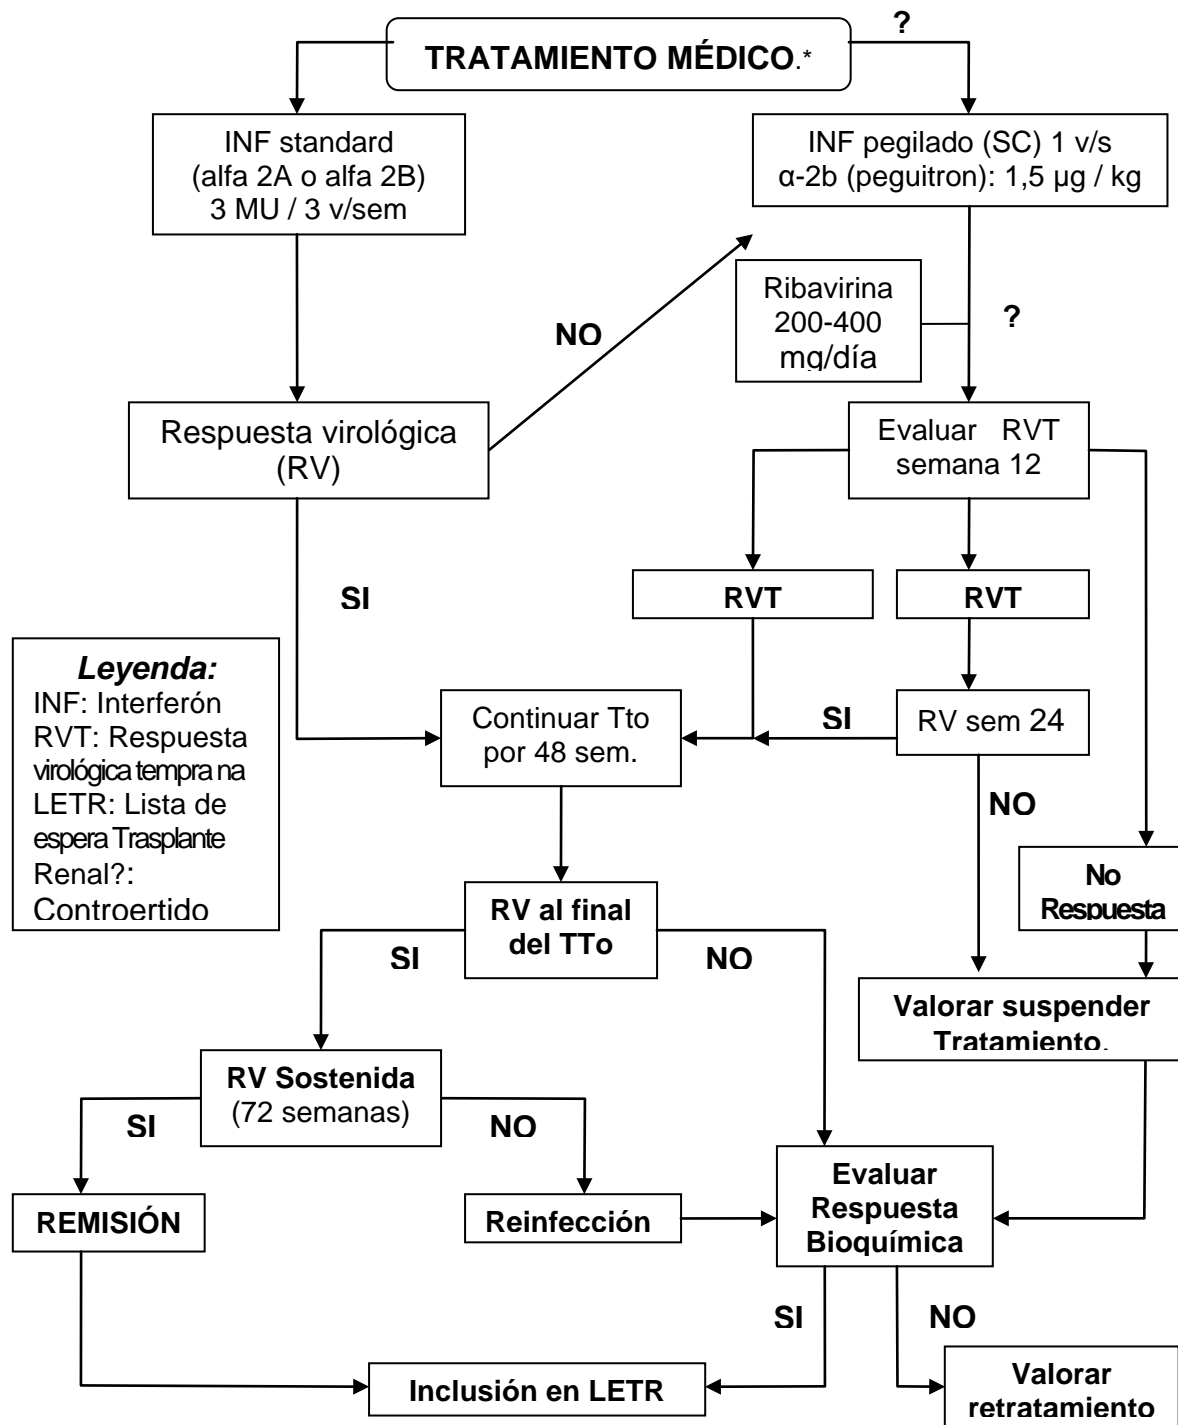 ?
TRATAMIENTO MÉDICO.*
INF standard
(alfa 2A o alfa 2B)
3 MU / 3 v/sem
INF pegilado (SC) 1 v/s
α-2b (peguitron): 1,5 µg / kg
Ribavirina
200-400
mg/día
?
NO
Respuesta virológica
(RV)
Evaluar RVT
semana 12
SI
RVT
RVT
Leyenda:
INF: Interferón
RVT: Respuesta
virológica tempra na
LETR: Lista de
espera Trasplante
Renal?:
Controertido
Continuar Tto
por 48 sem.
SI
RV sem 24
NO
No
Respuesta
RV al final
del TTo
SI
NO
Valorar suspender
Tratamiento.
RV Sostenida
(72 semanas)
SI
NO
REMISIÓN
Reinfección
Evaluar
Respuesta
Bioquímica
SI
NO
Inclusión en LETR
Valorar
retratamiento